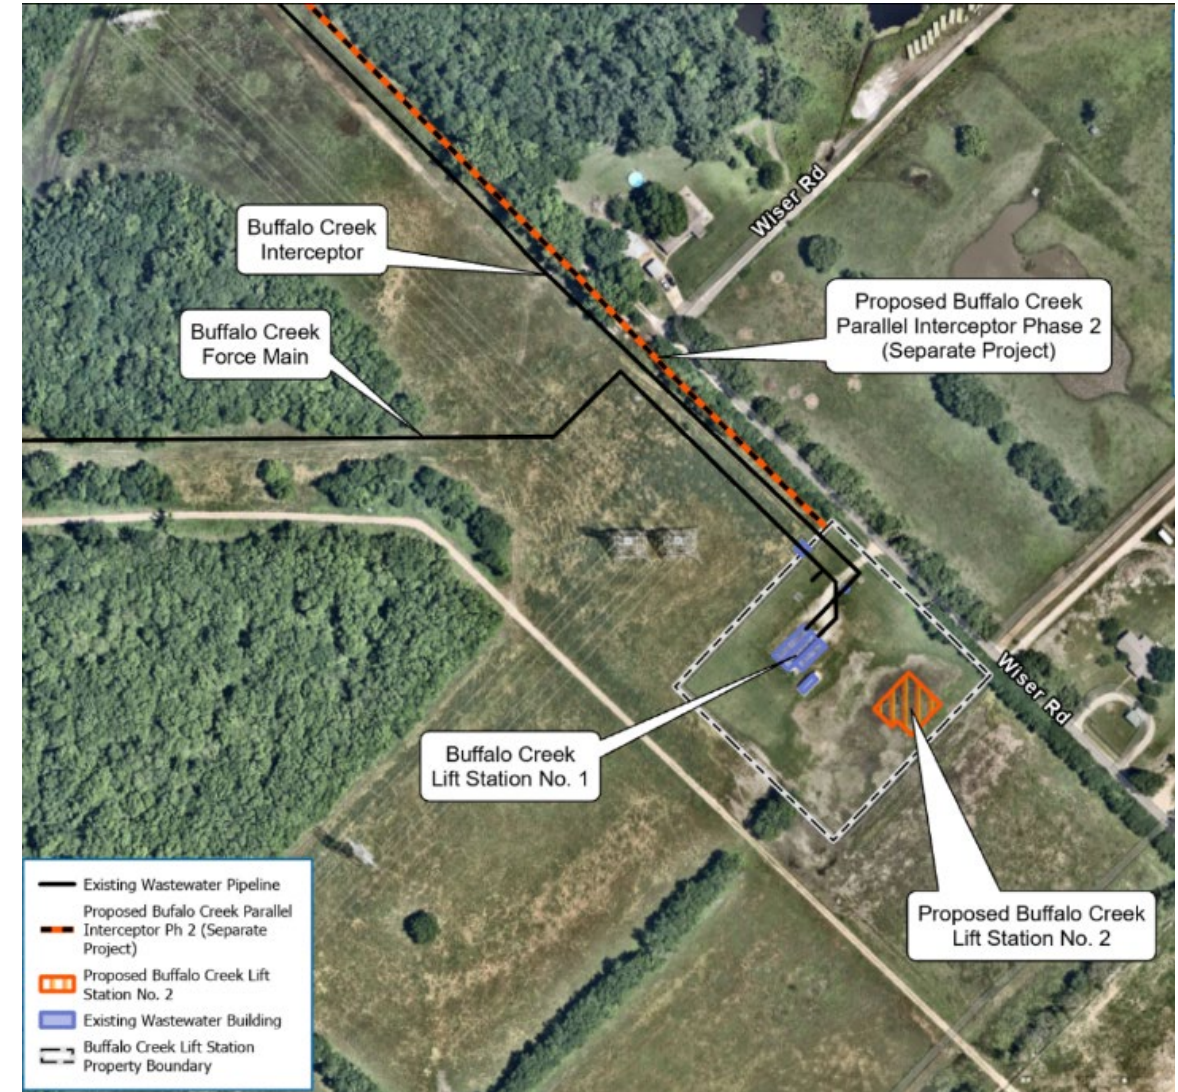 Wiser Rd
Buffalo Creek
Interceptor
Proposed Buffalo Creek
Parallel Interceptor Phase 2
(Separate Project)
Buffalo Creek
Force Main
Wiser Rd
Buffalo Creek
Lift Station No. 1
Proposed Buffalo Creek
Lift Station No. 2
Existing Wastewater Pipeline
Proposed Bufalo Creek Parallel
Interceptor Ph 2 (Separate
Project)
Proposed Buffalo Creek Lift
Station No. 2
Existing Wastewater Building
Buffalo Creek Lift Station
Property Boundary